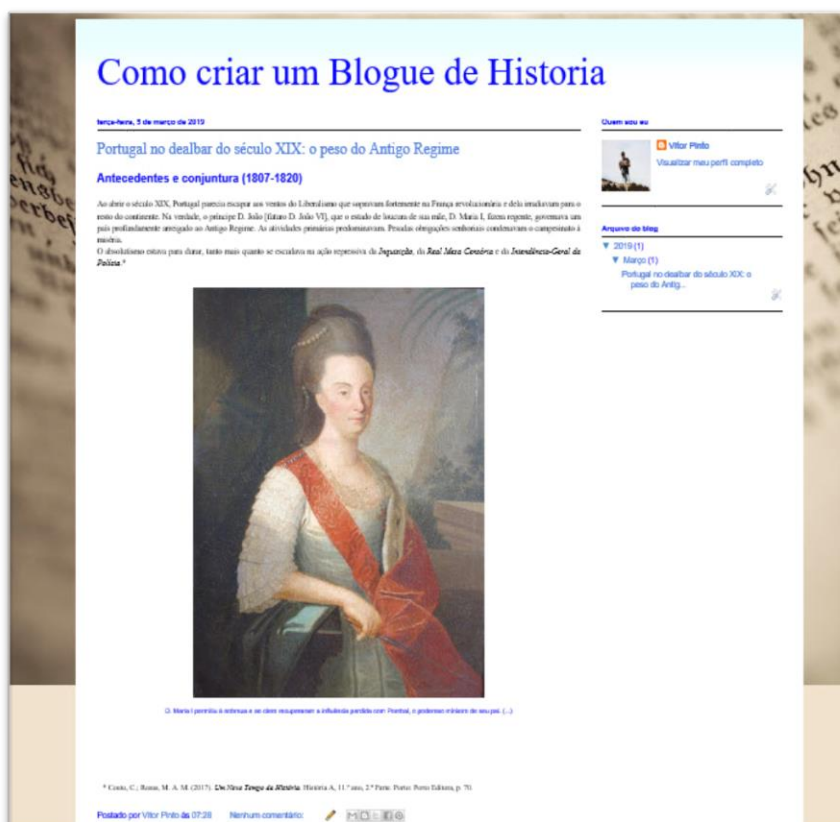 Como criar um Blogue de Historia
terça-feira, 5 de março de 2019
Portugal no dealbar do século XIX: o peso do Antigo Regime
Antecedentes e conjuntura (1807-1820)
Ao abrir o século XIX, Portugal parecia escapar aos ventos do Liberalismo que sopravam fortemente na França revolucionária e dela irradiavam para o
resto do continente. Na verdade, o príncipe D. João [futuro D. João VI], que o estado de loucura de sua mãe, D. Maria I, fizera regente, governava um
país profundamente arreigado ao Antigo Regime. As atividades primárias predominavam. Pesadas obrigações senhoriais condenavam o campesinato à
miséria.
O absolutismo estava para durar, tanto mais quanto se escudava na ação repressiva da Inquisição, da Real Mesa Censória e da Intendência-Geral da
Polícia.*
D. Maria I permitiu à nobreza e ao clero recuperarem a influência perdida com Pombal, o poderoso ministro de seu pai. (...)
* Couto, C.; Rosas, M. A. M. (2017). Um Novo Tempo da História. História A, 11.º ano, 2.ª Parte. Porto: Porto Editora, p. 70.
Postado por Vítor Pinto às 07:28 Nenhum comentário:
Quem sou eu
Vítor Pinto
Visualizar meu perfil completo
Arquivo do blog
▼ 2019 (1)
▼ Março (1)
Portugal no dealbar do século XIX: o
peso do Antig...